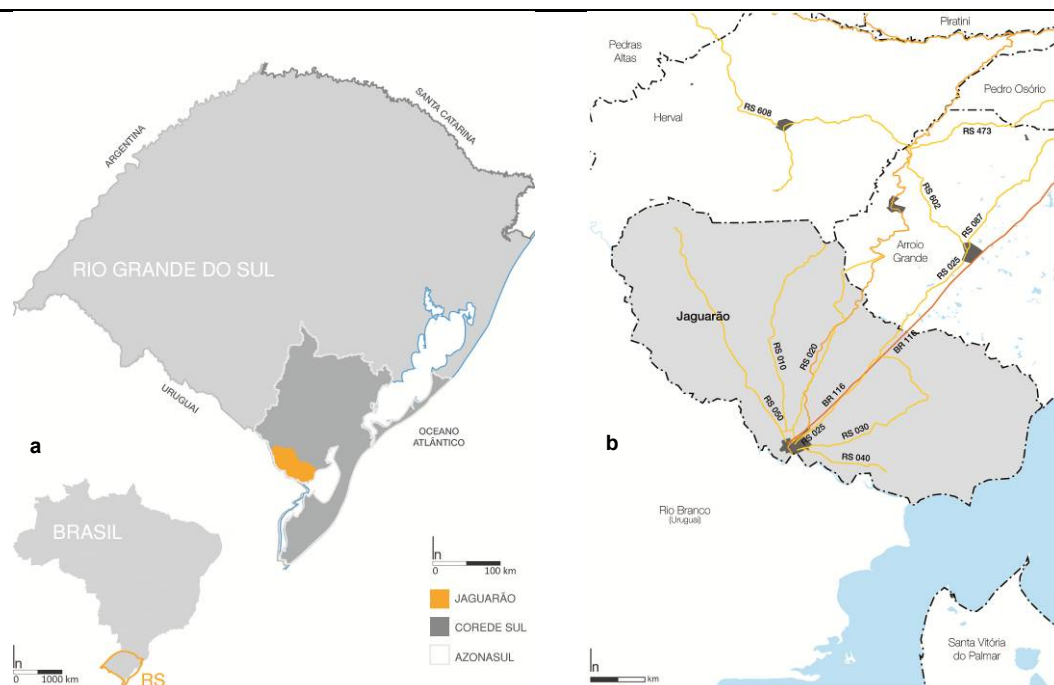 SANTA CATARINA
ARGENTINA
RIO GRANDE DO SUL
URUGUAI
OCEANO
ATLÂNTICO
a
BRASIL
n
0 100 km
JAGUARÃO
COREDE SUL
AZONASUL
n
0 1000 km
RS
Piratini
Pedras
Altas
Pedro Osório
Herval
RS 608
RS 473
RS 602
RS 087
Arroio
Grande
RS 025
Jaguarão
RS 020
BR 116
RS 010
BR 116
RS 050
RS 025
RS 030
b
RS 040
Rio Branco
(Uruguai)
Santa Vitória
do Palmar
n
km